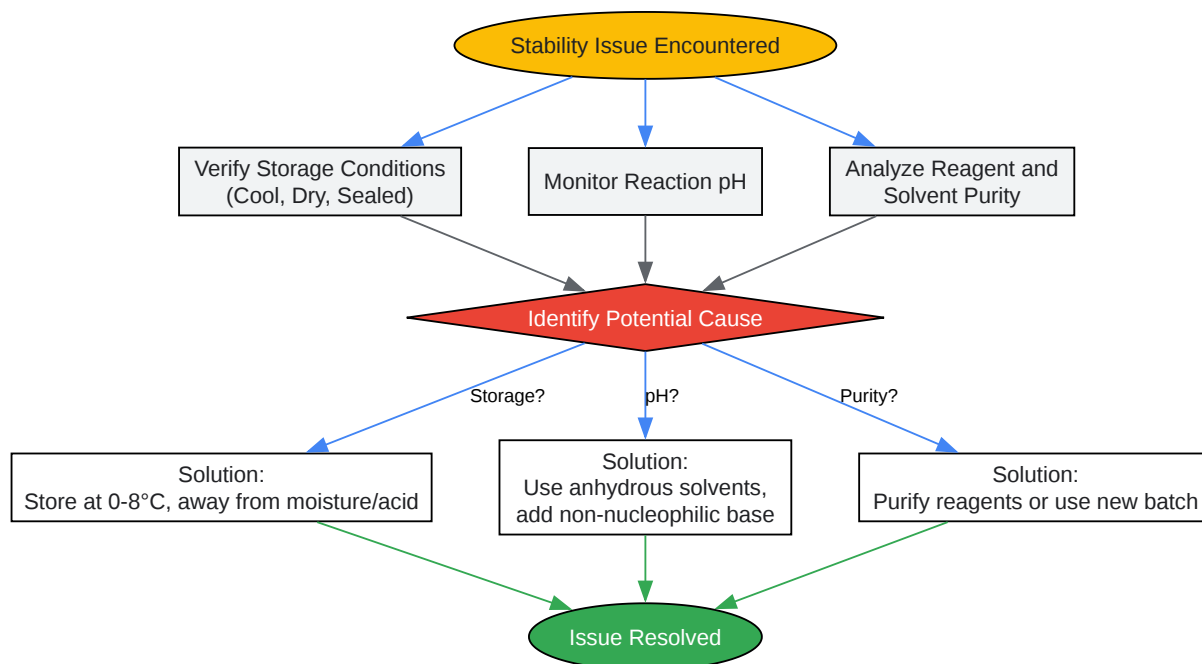 Stability Issue Encountered
Verify Storage Conditions
(Cool, Dry, Sealed)
Monitor Reaction pH
Analyze Reagent and
Solvent Purity
Identify Potential Cause
Storage?
pH?
Purity?
Solution:
Store at 0-8°C, away from moisture/acid
Solution:
Use anhydrous solvents,
add non-nucleophilic base
Solution:
Purify reagents or use new batch
Issue Resolved